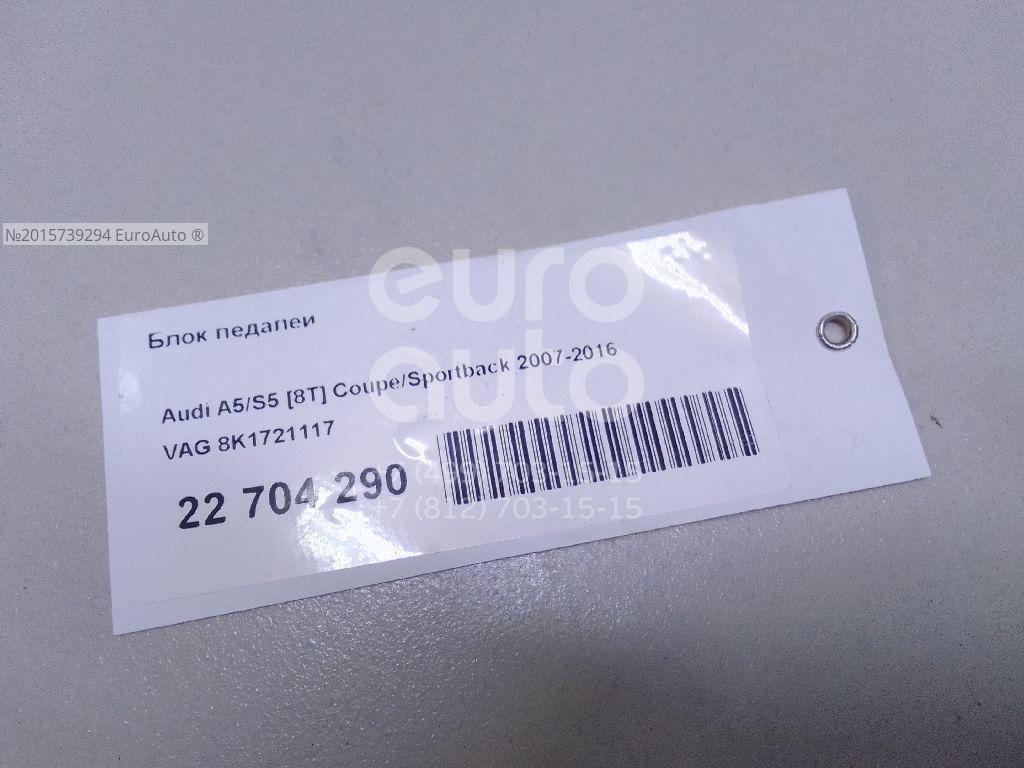 №2015739294 EuroAuto ®
euro
auto
Блок педалей
Audi A5/S5 [8T] Coupe/Sportback 2007-2016
VAG 8K1721117
22 704 290
+7 (812) 703-15-15